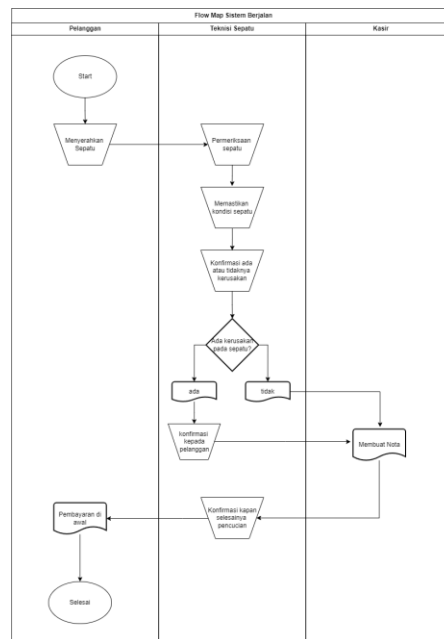 Flow Map Sistem Berjalan
Pelanggan
Teknisi Sepatu
Kasir
Start
Menyerahkan
Sepatu
Permeriksaan
sepatu
Memastikan
kondisi sepatu
Konfirmasi ada
atau tidaknya
kerusakan
Ada kerusakan
pada sepatu?
ada
tidak
konfirmasi
kepada
pelanggan
Membuat Nota
Konfirmasi kapan
selesainya
pencucian
Pembayaran di
awal
Selesai